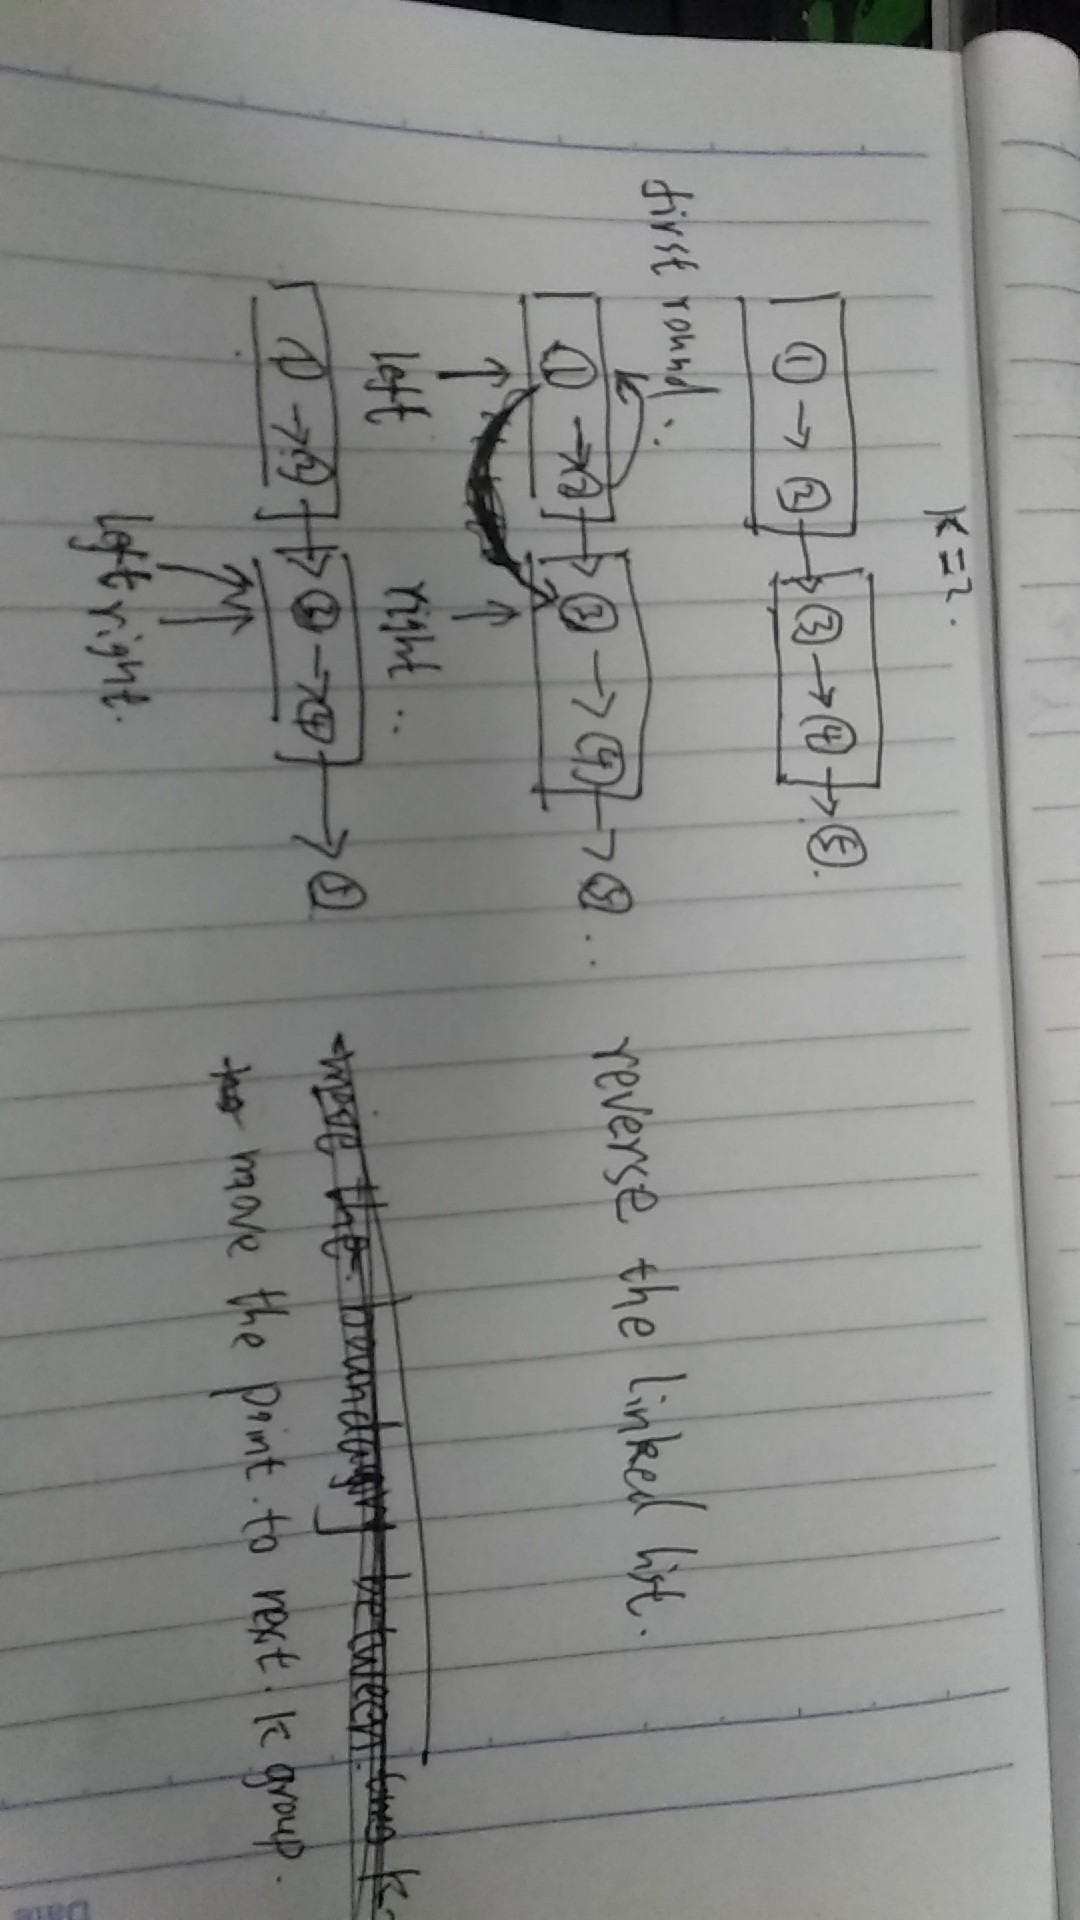 K=2.
① → ② → ③ → ④ → ⑤.
first round :
① → ② → ③ → ④ → ⑤ ..
reverse the linked list.
left right ..
① → ② → ③ → ④ → ⑤
move the point to next k group.
left right.
Date